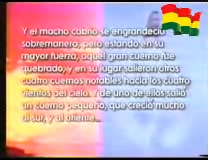 Y el macho cabrío se engrandeció
sobremanera; pero estando en su
mayor fuerza, aquel gran cuerno fue
quebrado, y en su lugar salieron otros
cuatro cuernos notables hacia los cuatro
vientos del cielo. Y de uno de ellos salió
un cuerno pequeño, que creció mucho
al sur, y al oriente...